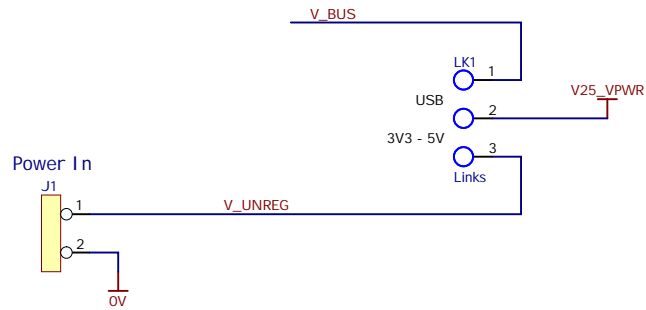 V_BUS
LK1
1
V25_VPWR
USB
2
3V3 - 5V
3
Power In
Links
J1
1
V_UNREG
2
0V